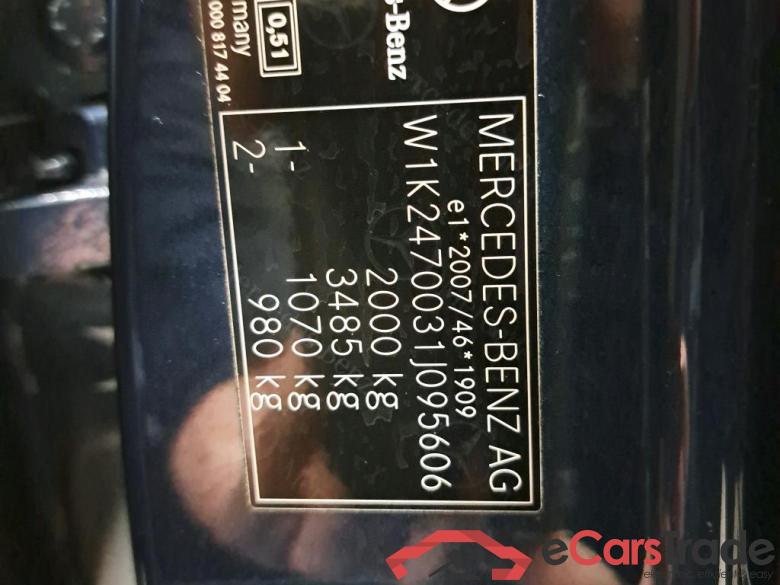 s-Benz
0,51
many
000 817 44 04
MERCEDES-BENZ AG
e1*2007/46*1909
W1K2470031J095606
2000 kg
3485 kg
1- 1070 kg
2- 980 kg
eCarsTrade